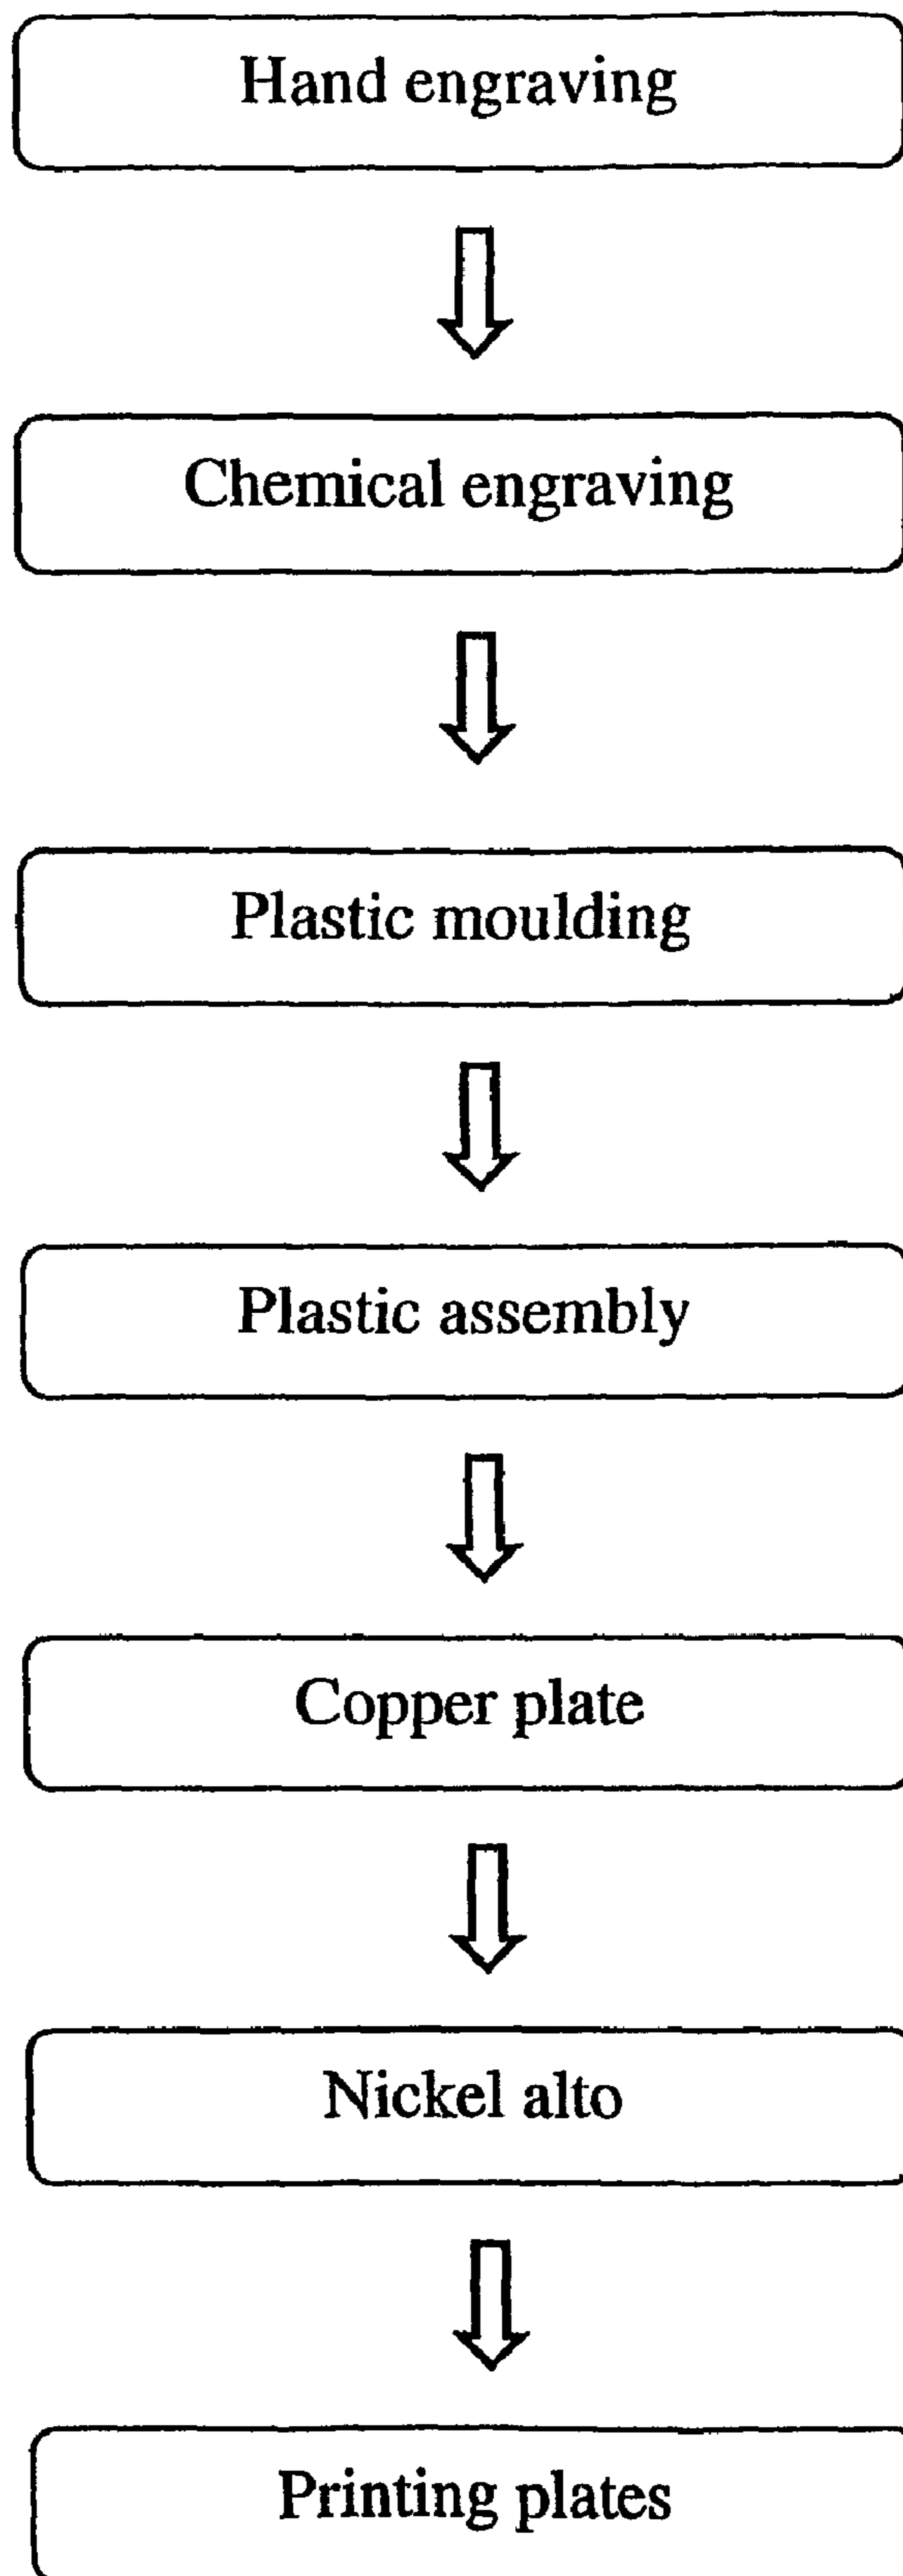 Hand engraving
Chemical engraving
Plastic moulding
Plastic assembly
Copper plate
Nickel alto
Printing plates